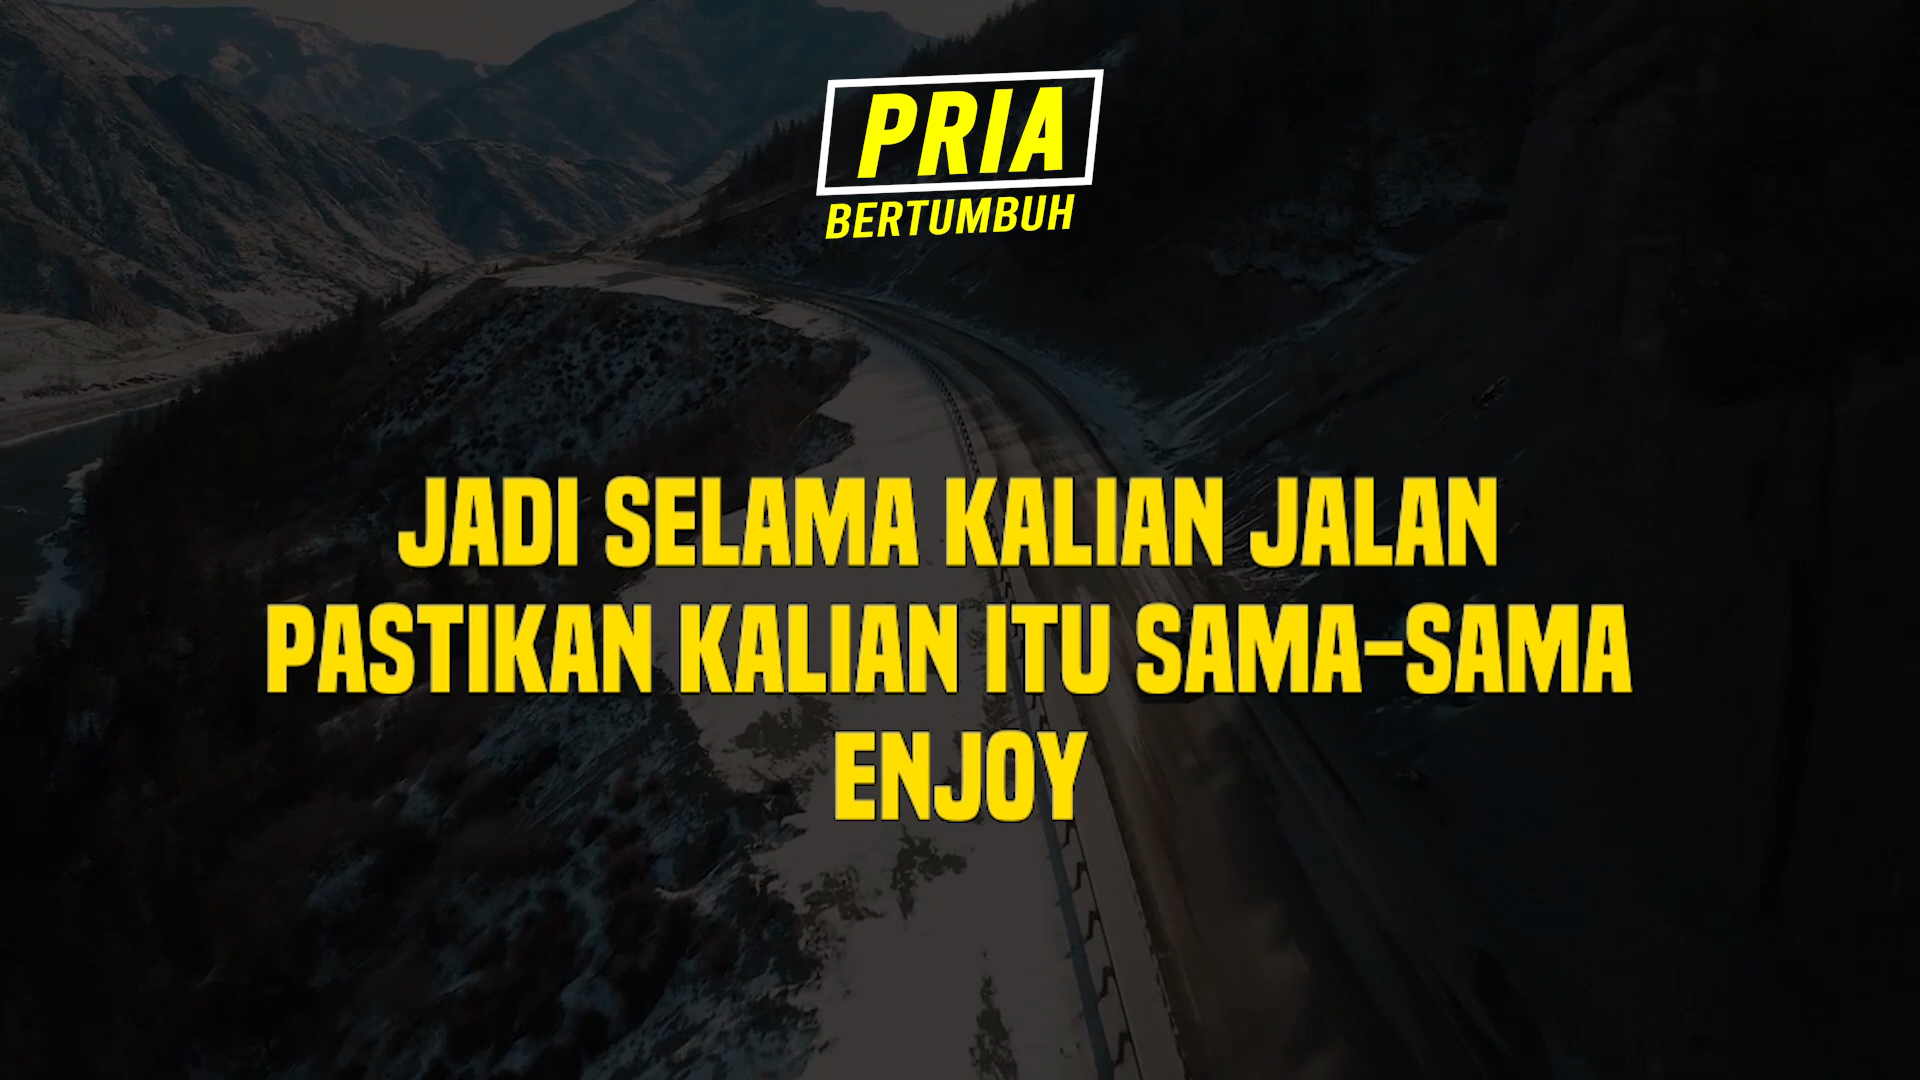 PRIA
BERTUMBUH
JADI SELAMA KALIAN JALAN
PASTIKAN KALIAN ITU SAMA-SAMA
ENJOY